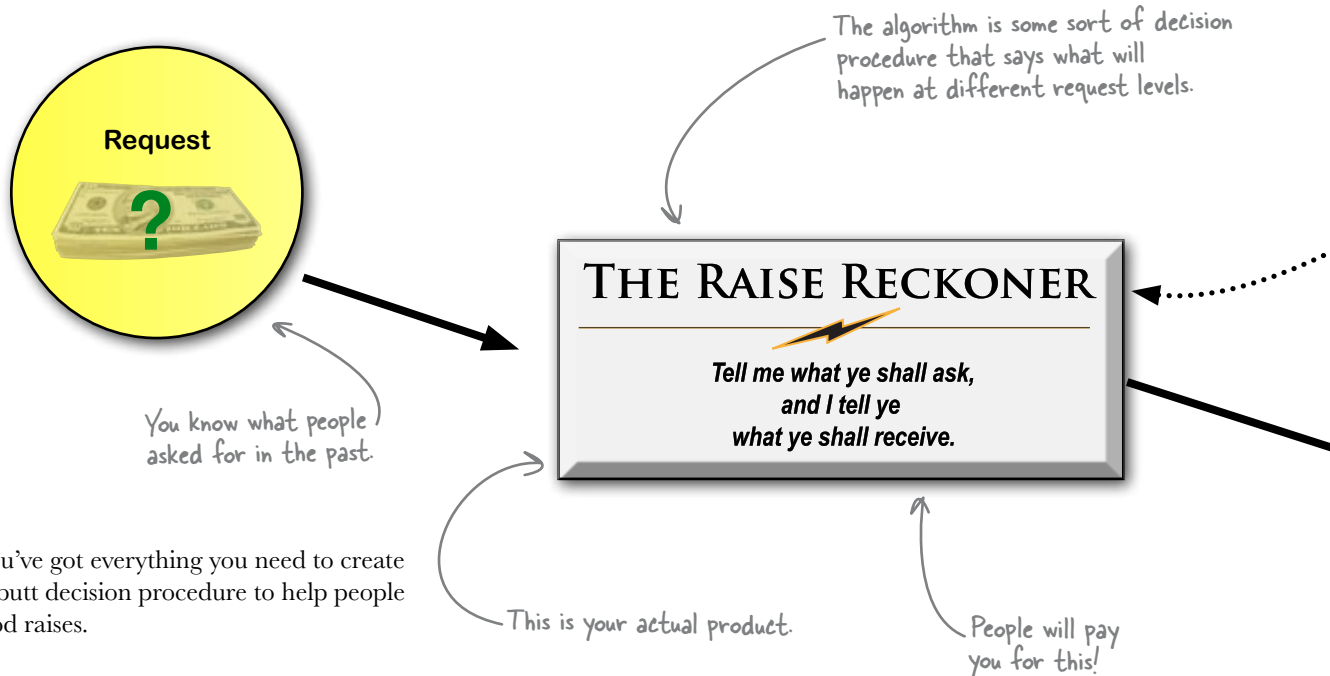 The algorithm is some sort of decision
procedure that says what will
happen at different request levels.
Request
?
THE RAISE RECKONER
Tell me what ye shall ask,
and I tell ye
what ye shall receive.
You know what people
asked for in the past.
u've got everything you need to create
butt decision procedure to help people
od raises.
This is your actual product.
People will pay
you for this!